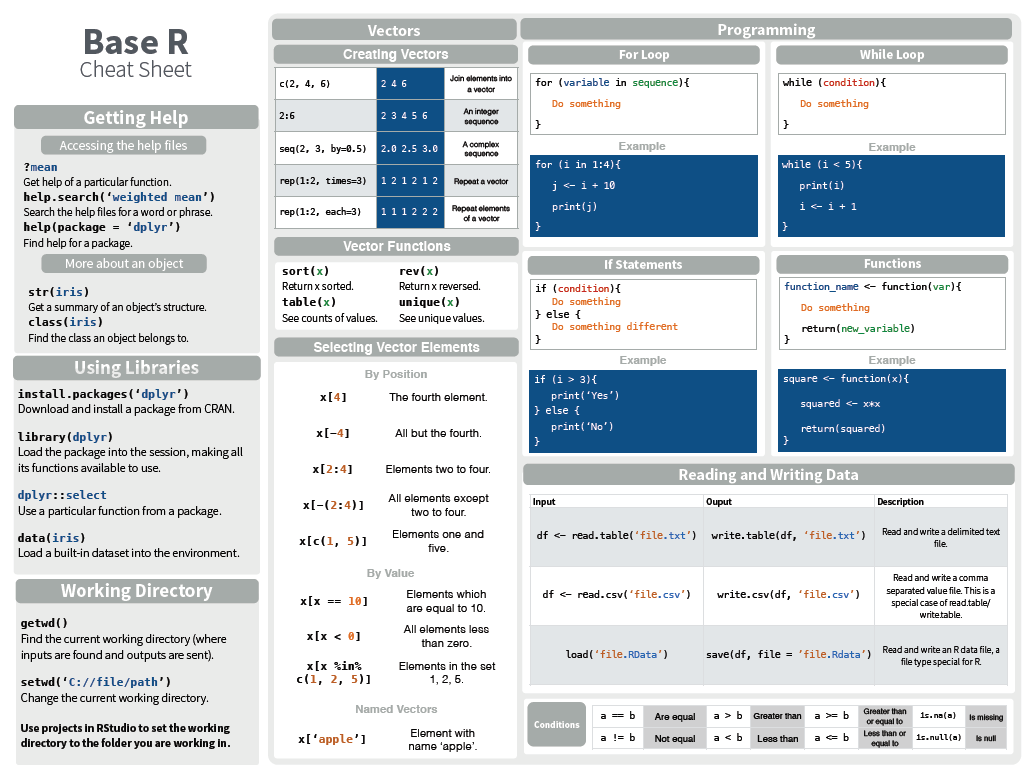 Base R
Cheat Sheet
Getting Help
Accessing the help files
?mean
Get help of a particular function.
help.search(‘weighted mean’)
Search the help files for a word or phrase.
help(package = ‘dplyr’)
Find help for a package.
More about an object
str(iris)
Get a summary of an object’s structure.
class(iris)
Find the class an object belongs to.
Using Libraries
install.packages(‘dplyr’)
Download and install a package from CRAN.
library(dplyr)
Load the package into the session, making all
its functions available to use.
dplyr::select
Use a particular function from a package.
data(iris)
Load a built-in dataset into the environment.
Working Directory
getwd()
Find the current working directory (where
inputs are found and outputs are sent).
setwd(‘C://file/path’)
Change the current working directory.
Use projects in RStudio to set the working
directory to the folder you are working in.
Vectors
Creating Vectors
c(2, 4, 6) 2 4 6 Join elements into
a vector
2:6 2 3 4 5 6 An integer
sequence
seq(2, 3, by=0.5) 2.0 2.5 3.0 A complex
sequence
rep(1:2, times=3) 1 2 1 2 1 2 Repeat a vector
rep(1:2, each=3) 1 1 1 2 2 2 Repeat elements
of a vector
Vector Functions
sort(x)
Return x sorted.
rev(x)
Return x reversed.
table(x)
See counts of values.
unique(x)
See unique values.
Selecting Vector Elements
By Position
x[4] The fourth element.
x[-4] All but the fourth.
x[2:4] Elements two to four.
x[-(2:4)] All elements except
two to four.
x[c(1, 5)] Elements one and
five.
By Value
x[x == 10] Elements which
are equal to 10.
x[x < 0] All elements less
than zero.
x[x %in%
c(1, 2, 5)]
Elements in the set
1, 2, 5.
Named Vectors
x[‘apple’] Element with
name ‘apple’.
Programming
For Loop
for (variable in sequence){
Do something
}
Example
for (i in 1:4){
j <- i + 10
print(j)
}
While Loop
while (condition){
Do something
}
Example
while (i < 5){
print(i)
i <- i + 1
}
If Statements
if (condition){
Do something
} else {
Do something different
}
Example
if (i > 3){
print(‘Yes’)
} else {
print(‘No’)
}
Functions
function_name <- function(var){
Do something
return(new_variable)
}
Example
square <- function(x){
squared <- x*x
return(squared)
}
Reading and Writing Data
Input Ouput Description
df <- read.table(‘file.txt’) write.table(df, ‘file.txt’) Read and write a delimited text
file.
df <- read.csv(‘file.csv’) write.csv(df, ‘file.csv’) Read and write a comma
separated value file. This is a
special case of read.table/
write.table.
load(‘file.RData’) save(df, file = ‘file.Rdata’) Read and write an R data file, a
file type special for R.
Conditions
a == b Are equal a > b Greater than a >= b Greater than
or equal to is.na(a) Is missing
a != b Not equal a < b Less than a <= b Less than or
equal to is.null(a) Is null